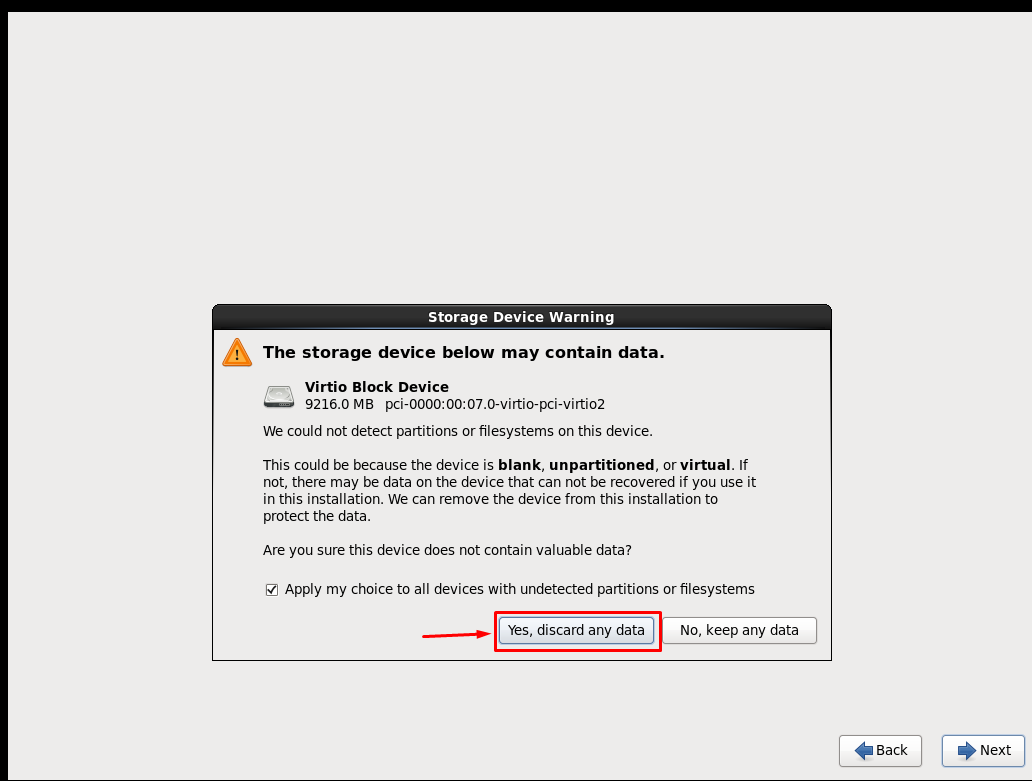 Storage Device Warning
The storage device below may contain data.
Virtio Block Device
9216.0 MB pci-0000:00:07.0-virtio-pci-virtio2
We could not detect partitions or filesystems on this device.
This could be because the device is blank, unpartitioned, or virtual. If
not, there may be data on the device that can not be recovered if you use it
in this installation. We can remove the device from this installation to
protect the data.
Are you sure this device does not contain valuable data?
Apply my choice to all devices with undetected partitions or filesystems
Yes, discard any data No, keep any data
Back Next